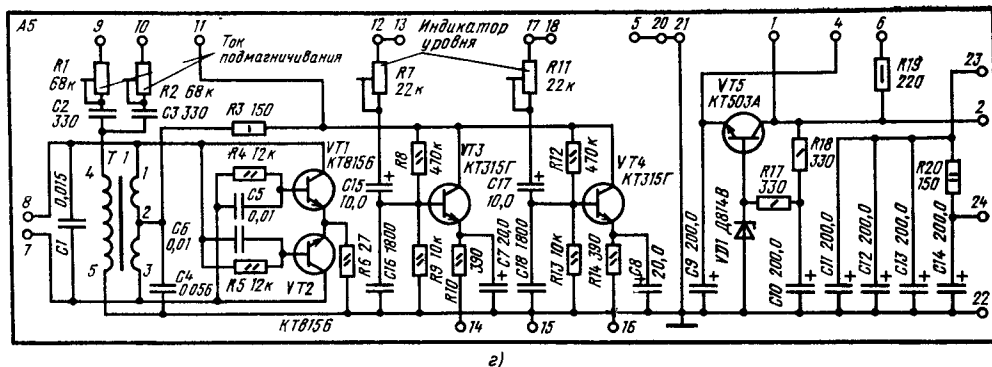 A5
9
10
11
12
13
17
18
5
20
21
1
4
6
23
2
24
22
8
7
14
15
16
Ток
подмагничивания
Индикатор
уровня
R1
68к
R2 68к
C2
330
C3 330
R3 150
R7
22к
R11
22к
R19
220
VT5
КТ503А
T1
4
5
1
2
3
C1
0,015
R4 12к
C5
0,01
C6
0,01
R5 12к
C4
0,056
VT1
КТ815б
VT2
КТ815б
R6 27
C15
10,0
C16 1800
R8
470к
R9 10к
VT3
КТ315Г
R10
390
C7 20,0
C17
10,0
C18 1800
R12
470к
R13 10к
VT4
КТ315Г
R14 390
C8
20,0
C9 200,0
VD1 Д814В
R17
330
R18
330
C10 200,0
C11 200,0
C12 200,0
C13 200,0
R20
150
C14 200,0
г)